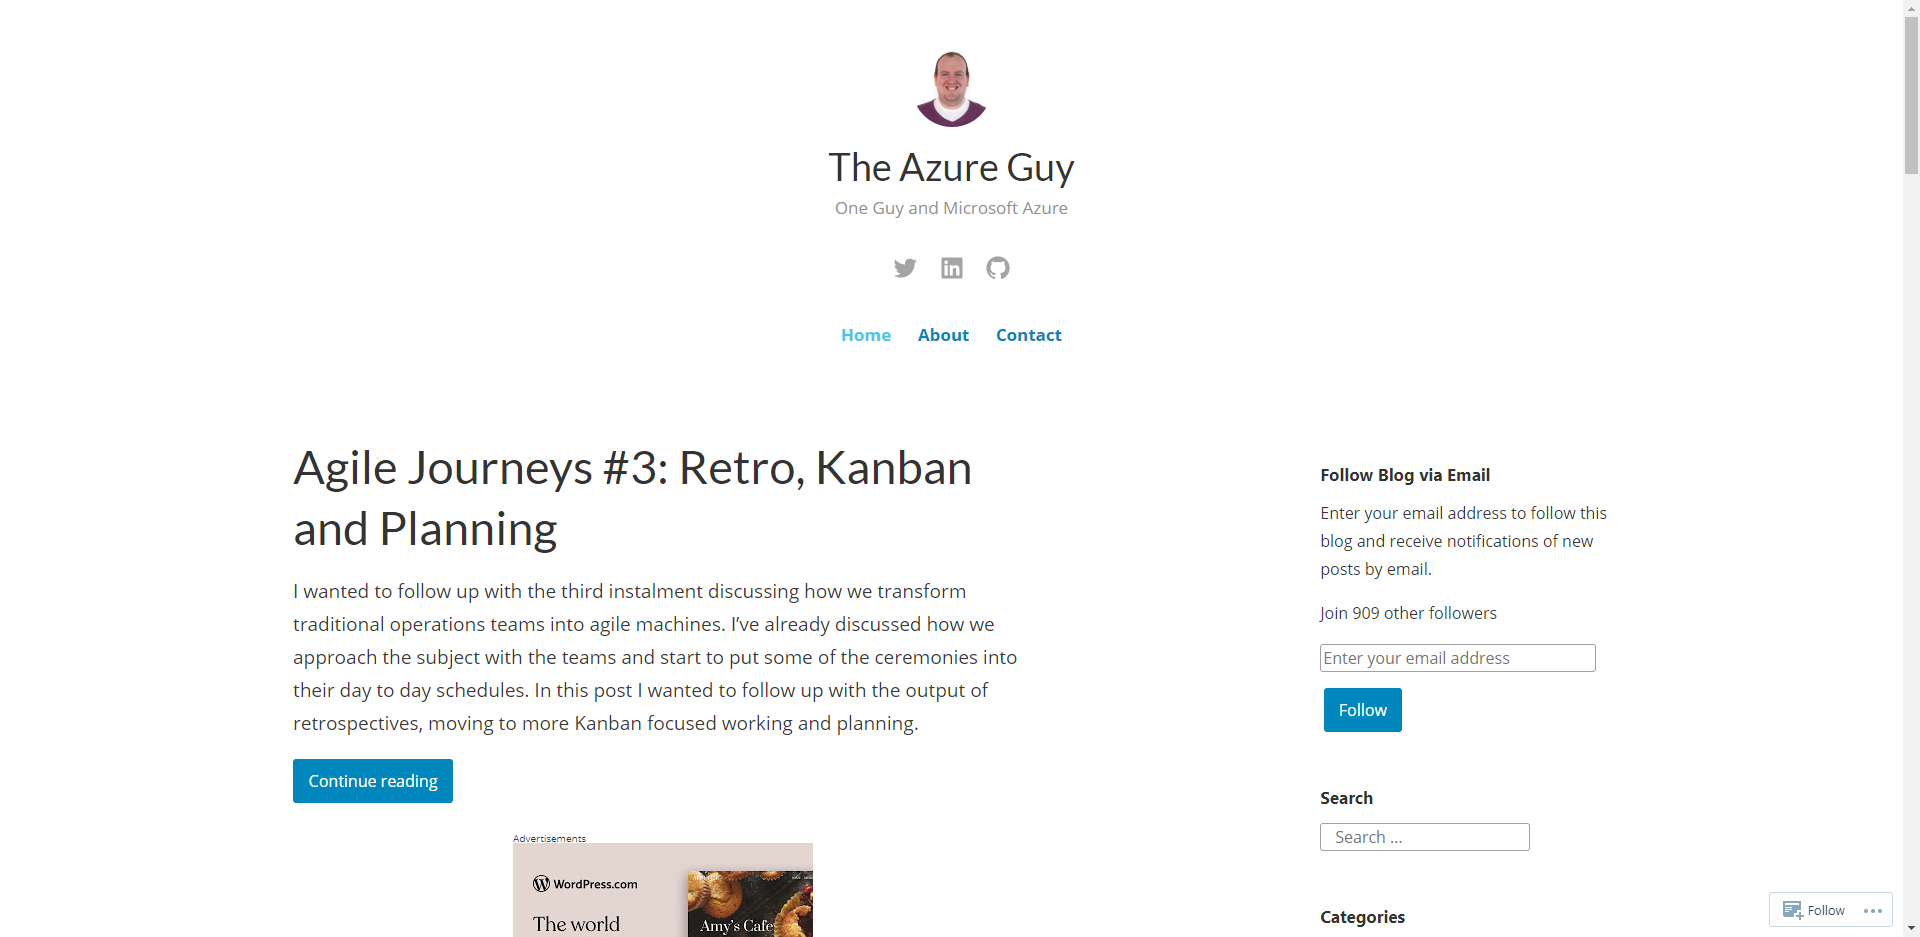 The Azure Guy
One Guy and Microsoft Azure
Home About Contact
Agile Journeys #3: Retro, Kanban
and Planning
I wanted to follow up with the third instalment discussing how we transform
traditional operations teams into agile machines. I’ve already discussed how we
approach the subject with the teams and start to put some of the ceremonies into
their day to day schedules. In this post I wanted to follow up with the output of
retrospectives, moving to more Kanban focused working and planning.
Continue reading
Advertisements
WordPress.com
The world
Amy's Cafe
Follow Blog via Email
Enter your email address to follow this
blog and receive notifications of new
posts by email.
Join 909 other followers
Enter your email address
Follow
Search
Search …
Categories
Follow